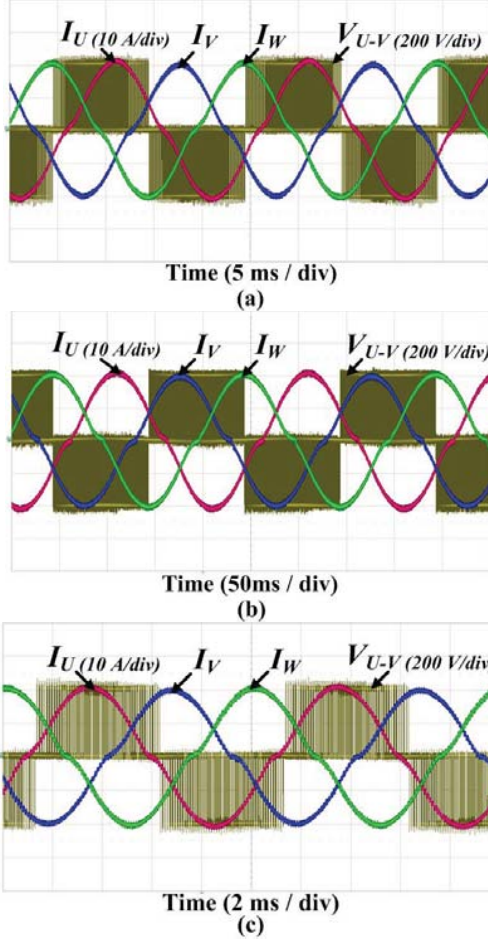 I_U (10 A/div) I_V I_W V_U-V (200 V/div)
Time (5 ms / div)
(a)
I_U (10 A/div) I_V I_W V_U-V (200 V/div)
Time (50ms / div)
(b)
I_U (10 A/div) I_V I_W V_U-V (200 V/div)
Time (2 ms / div)
(c)